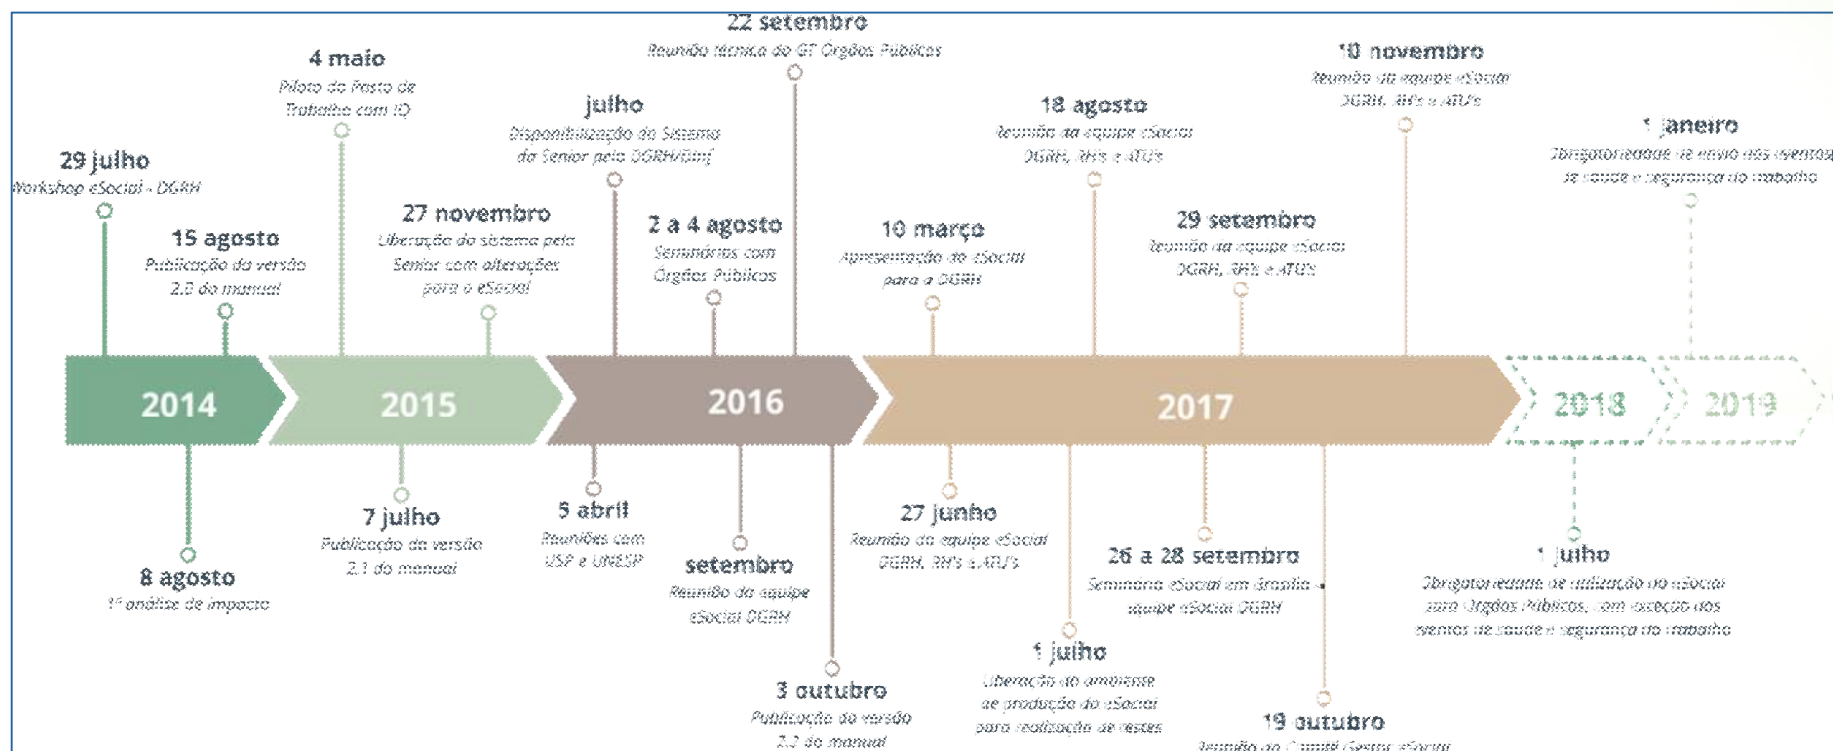 29 julho
Workshop eSocial - DGRH
15 agosto
Publicação da versão
2.0 do manual
4 maio
Piloto do Posto de
Trabalho com IQ
27 novembro
Liberação do sistema pela
Senior com alterações
para o eSocial
julho
Disponibilização do Sistema
da Senior pela DGRH/DInf
2 a 4 agosto
Seminários com
Órgãos Públicos
22 setembro
Reunião técnica do GT Órgãos Públicos
10 março
Apresentação do eSocial
para a DGRH
18 agosto
Reunião da equipe eSocial
DGRH, RH's e ATU's
29 setembro
Reunião da equipe eSocial
DGRH, RH's e ATU's
10 novembro
Reunião da equipe eSocial
DGRH, RH's e ATU's
1 janeiro
Obrigatoriedade de envio dos eventos
de saúde e segurança do trabalho
2014
2015
2016
2017
2018
2019
8 agosto
1ª análise de impacto
7 julho
Publicação da versão
2.1 do manual
5 abril
Reuniões com
USP e UNESP
setembro
Reunião da equipe
eSocial DGRH
3 outubro
Publicação da versão
2.2 do manual
27 junho
Reunião da equipe eSocial
DGRH, RH's e ATU's
1 julho
Liberação do ambiente
de produção do eSocial
para realização de testes
26 a 28 setembro
Seminário eSocial em Brasília -
equipe eSocial DGRH
19 outubro
Reunião do Comitê Gestor eSocial
1 julho
Obrigatoriedade de utilização do eSocial
para Órgãos Públicos, com exceção dos
eventos de saúde e segurança do trabalho